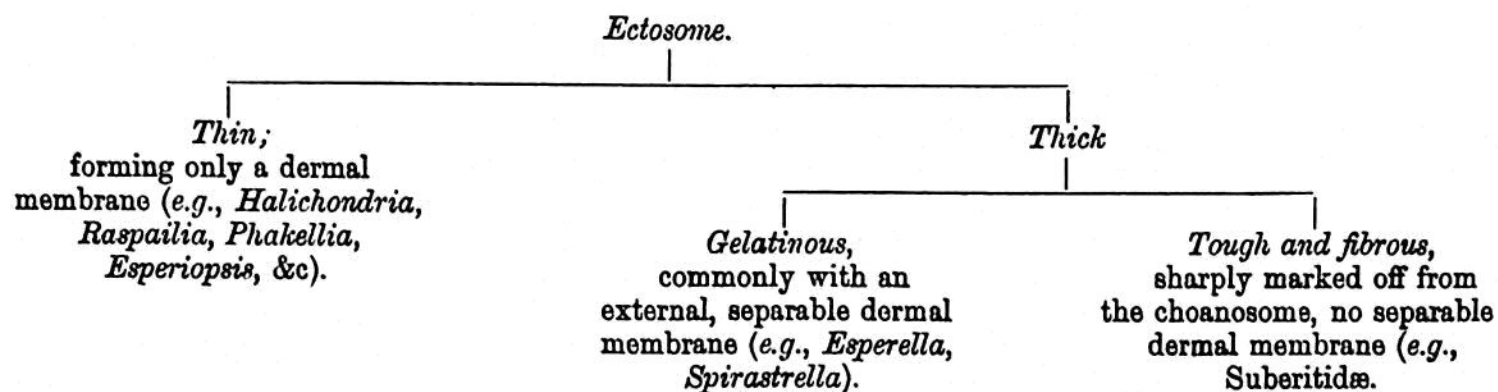 Ectosome.
Thin;
forming only a dermal
membrane (e.g., Halichondria,
Raspailia, Phakellia,
Esperiopsis, &c).
Thick
Gelatinous,
commonly with an
external, separable dermal
membrane (e.g., Esperella,
Spirastrella).
Tough and fibrous,
sharply marked off from
the choanosome, no separable
dermal membrane (e.g.,
Suberitidæ.